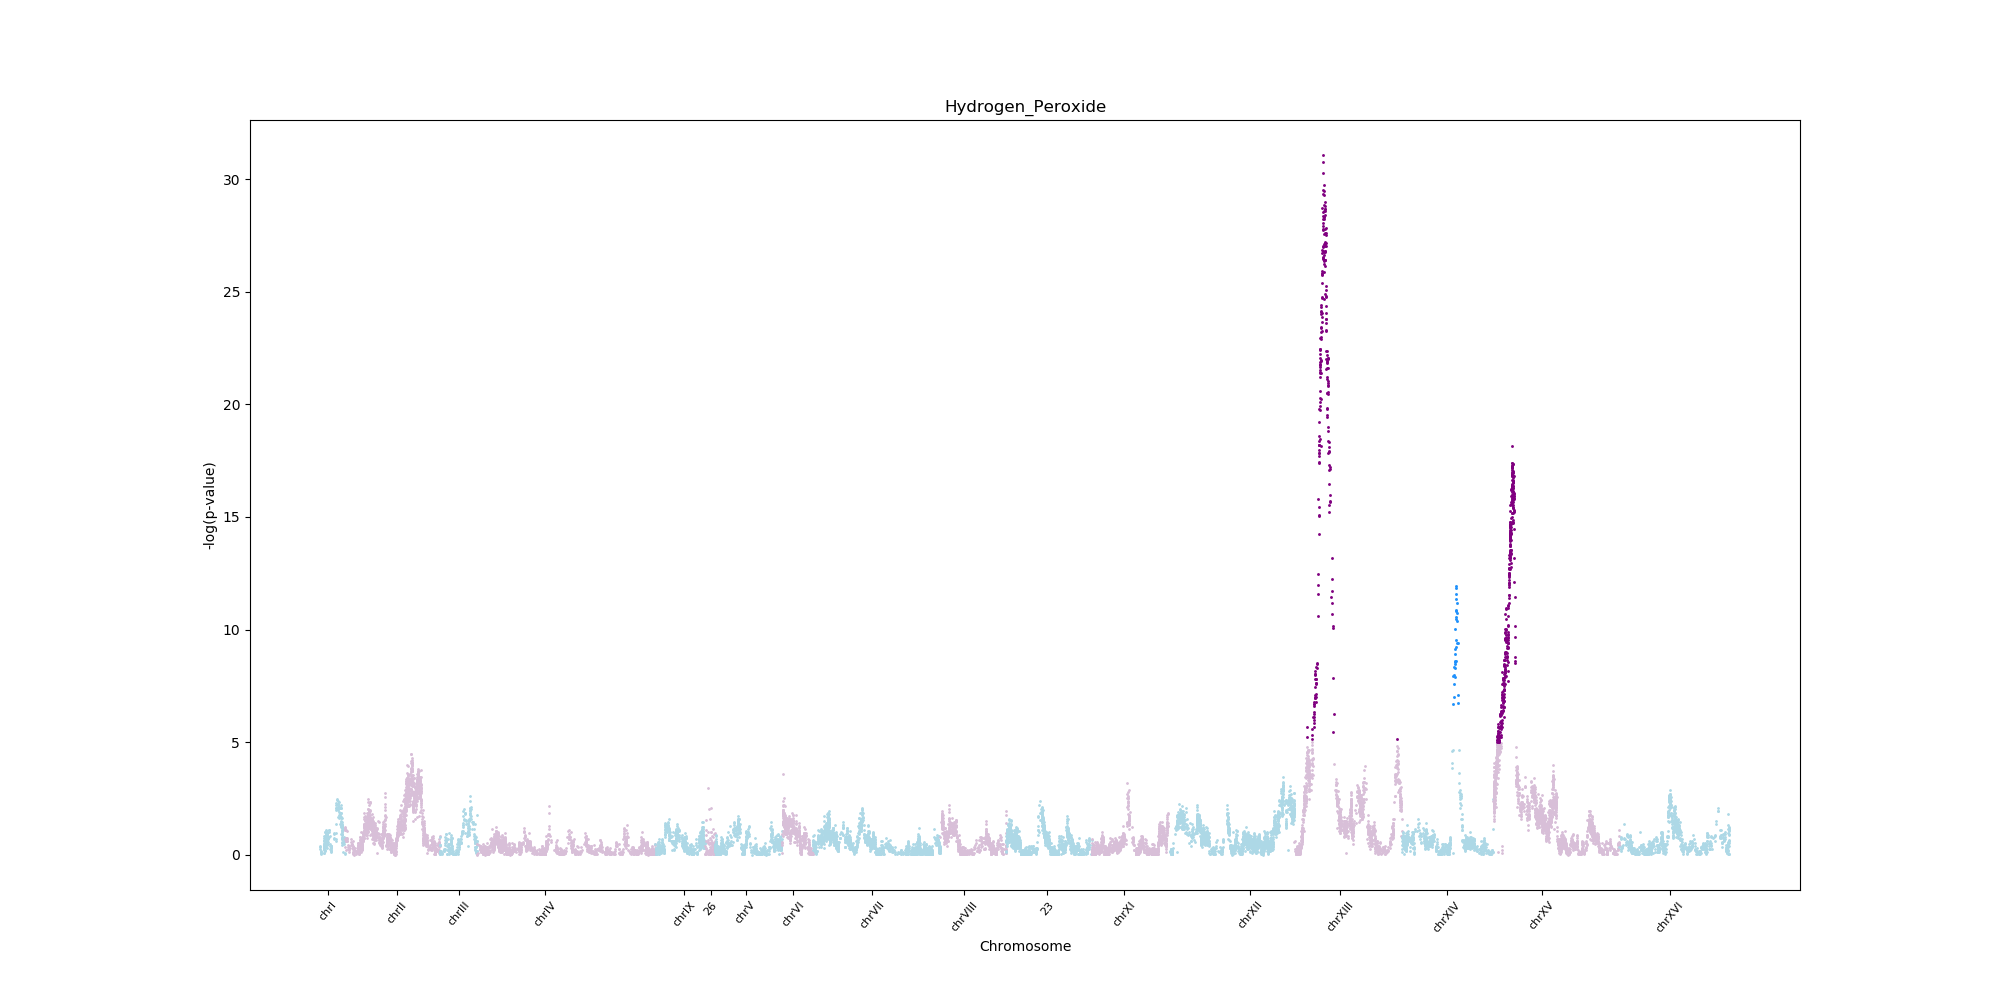 Hydrogen_Peroxide
30
25
20
15
10
5
0
-log(p-value)
chrI
chrII
chrIII
chrIV
chrIX
26
chrV
chrVI
chrVII
chrVIII
23
chrXI
chrXII
chrXIII
chrXIV
chrXV
chrXVI
Chromosome